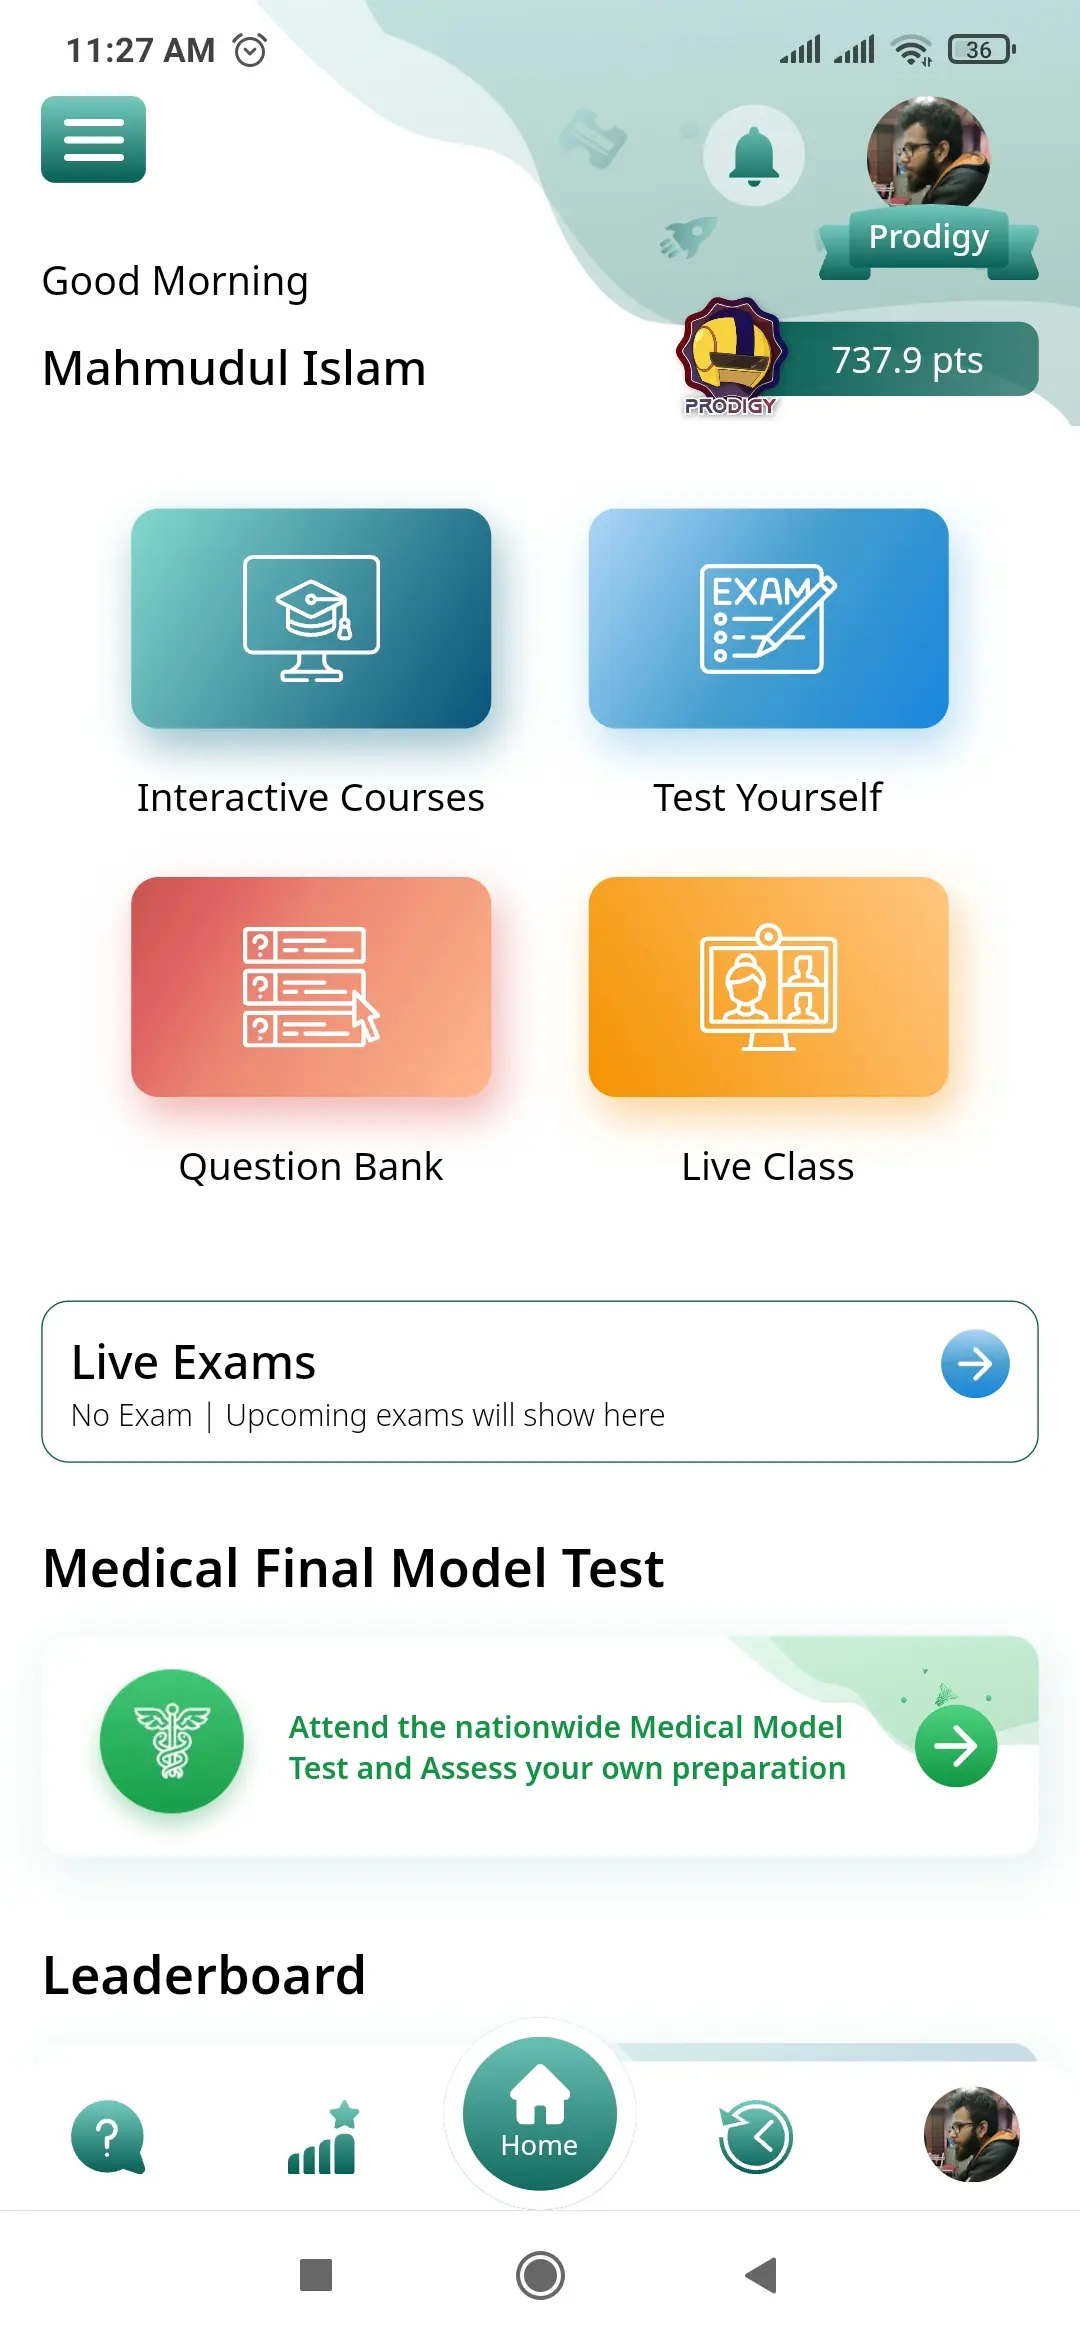 11:27 AM
36
Prodigy
Good Morning
Mahmudul Islam
737.9 pts
PRODIGY
EXAM
Interactive Courses
Test Yourself
Question Bank
Live Class
Live Exams
No Exam | Upcoming exams will show here
Medical Final Model Test
Attend the nationwide Medical Model
Test and Assess your own preparation
Leaderboard
Home